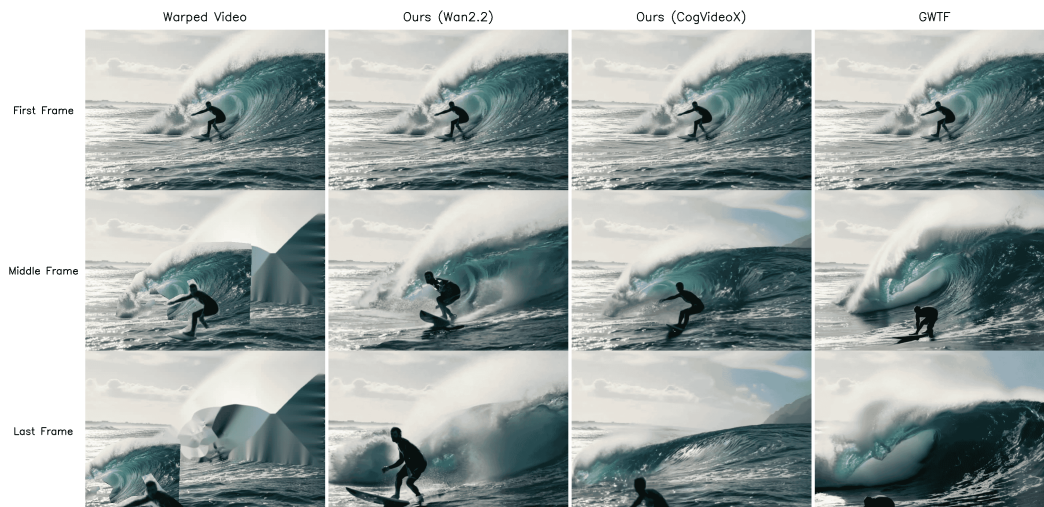 Warped Video
Ours (Wan2.2)
Ours (CogVideoX)
GWTF
First Frame
Middle Frame
Last Frame